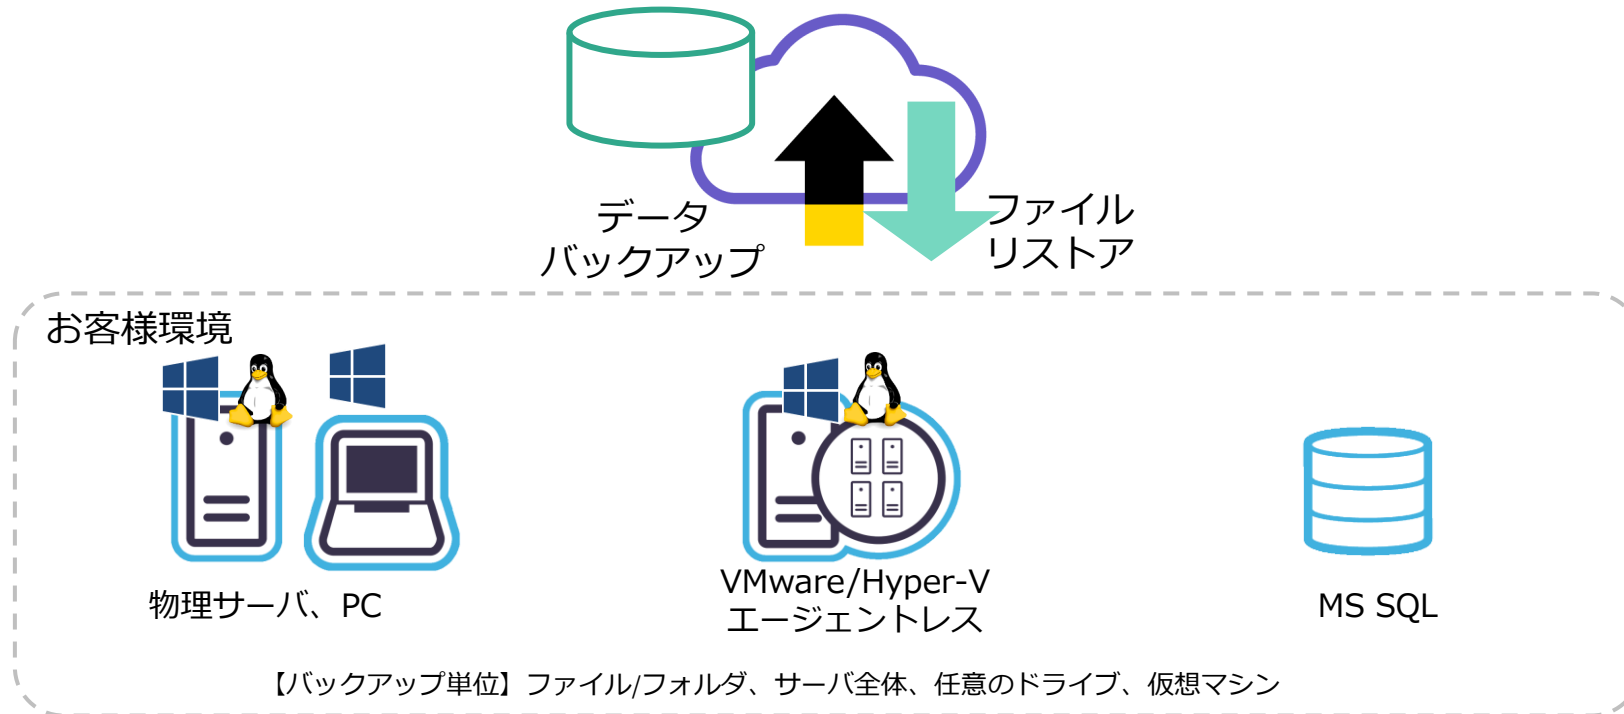 データ
バックアップ
ファイル
リストア
お客様環境
物理サーバ、PC
VMware/Hyper-V
エージェントレス
MS SQL
【バックアップ単位】ファイル/フォルダ、サーバ全体、任意のドライブ、仮想マシン